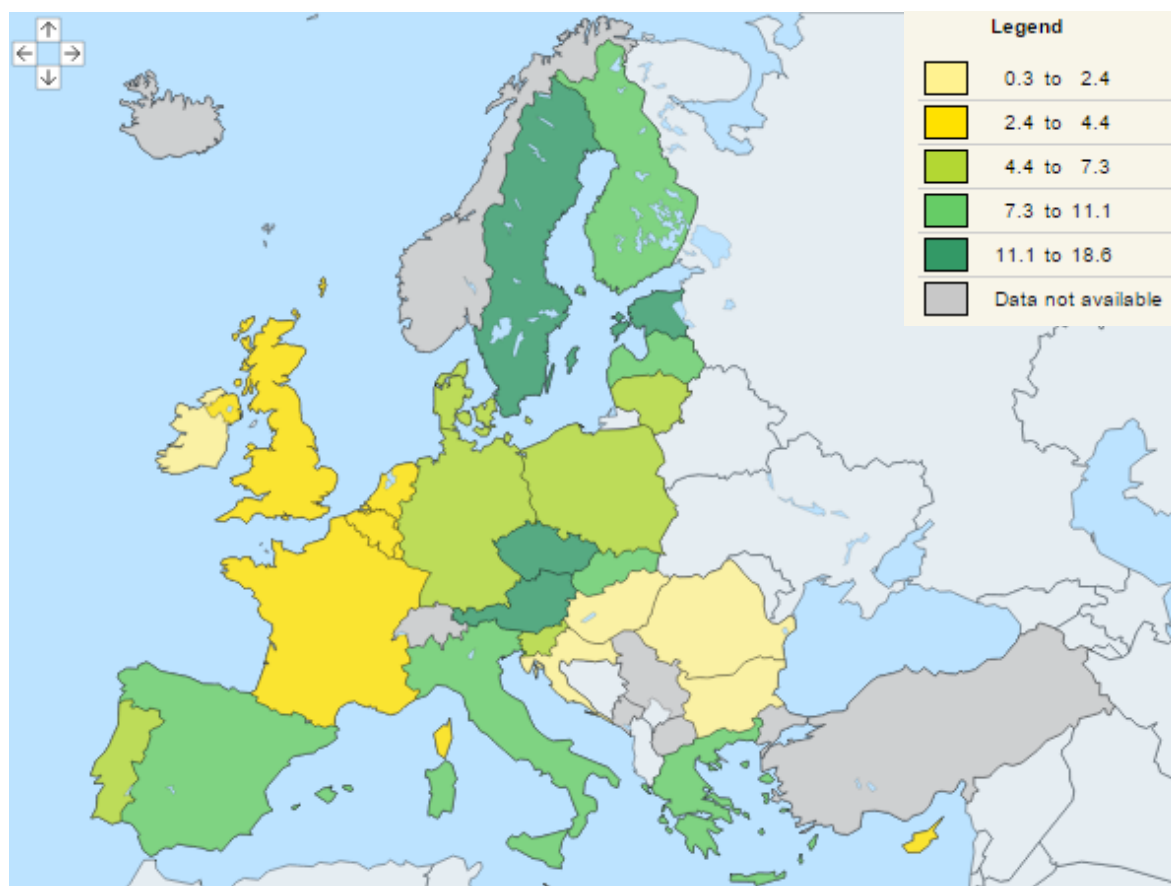 Legend
0.3 to 2.4
2.4 to 4.4
4.4 to 7.3
7.3 to 11.1
11.1 to 18.6
Data not available